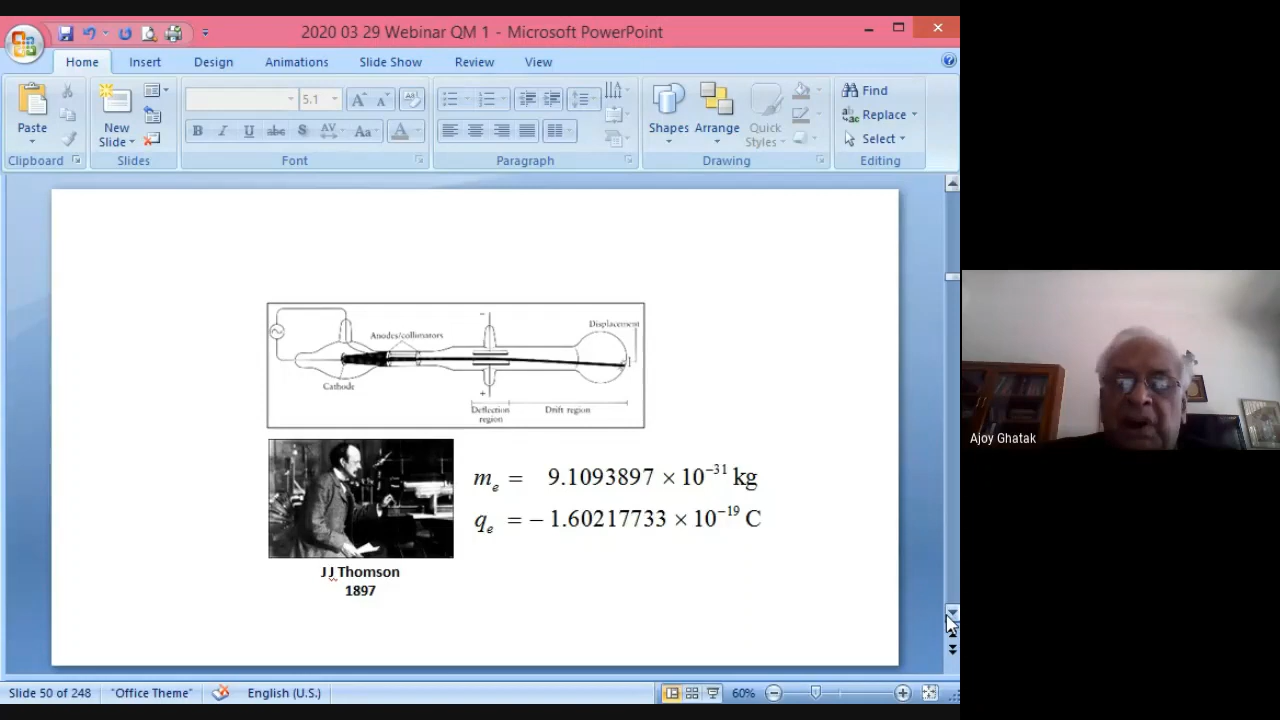 2020 03 29 Webinar QM 1 - Microsoft PowerPoint
Home Insert Design Animations Slide Show Review View
5.1
Find
Replace
Select
Paste
New
Slide
Shapes
Arrange
Quick
Styles
B I U abe S AV Aa A
Clipboard Slides Font Paragraph Drawing Editing
−
Displacement
Anodes/collimators
Cathode
+
Deflection
region
Drift region
mₑ = 9.1093897 × 10⁻³¹ kg
qₑ = − 1.60217733 × 10⁻¹⁹ C
J J Thomson
1897
Ajoy Ghatak
Slide 50 of 248 "Office Theme" English (U.S.) 60%